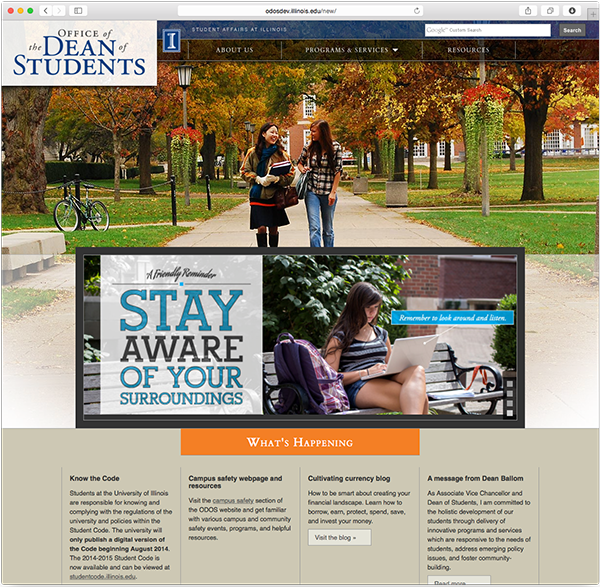 odosdev.illinois.edu/new/
OFFICE of
the DEAN of
STUDENTS
I
STUDENT AFFAIRS AT ILLINOIS
Google™ Custom Search
Search
ABOUT US
PROGRAMS & SERVICES
RESOURCES
A Friendly Reminder
STAY
AWARE
OF YOUR
SURROUNDINGS
Remember to look around and listen.
WHAT'S HAPPENING
Know the Code
Students at the University of Illinois
are responsible for knowing and
complying with the regulations of the
university and policies within the
Student Code. The university will
only publish a digital version of
the Code beginning August 2014.
The 2014-2015 Student Code is
now available and can be viewed at
studentcode.illinois.edu.
Campus safety webpage and
resources
Visit the campus safety section of
the ODOS website and get familiar
with various campus and community
safety events, programs, and helpful
resources.
Cultivating currency blog
How to be smart about creating your
financial landscape. Learn how to
borrow, earn, protect, spend, save,
and invest your money.
Visit the blog »
A message from Dean Ballom
As Associate Vice Chancellor and
Dean of Students, I am committed to
the holistic development of our
students through delivery of
innovative programs and services
which are responsive to the needs of
students, address emerging policy
issues, and foster community-
building.
Read more